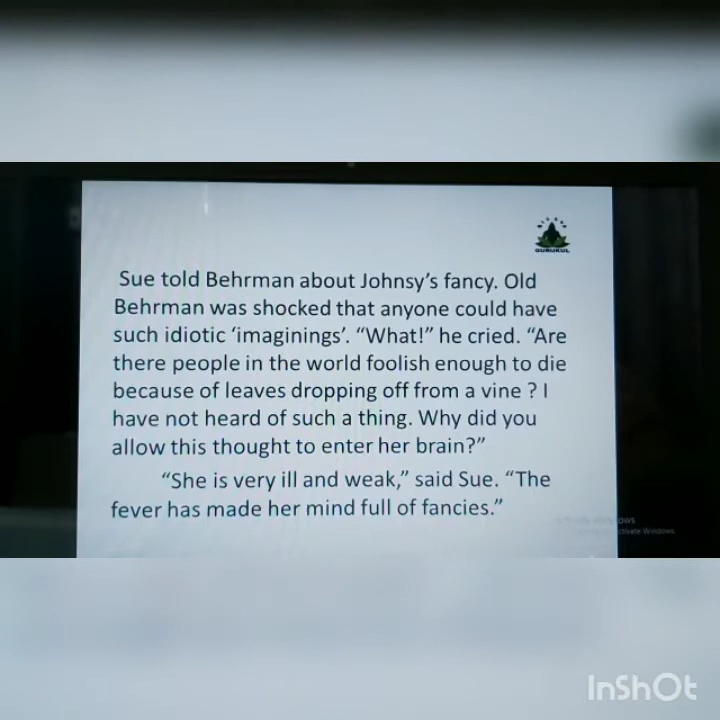 GURUKUL
Sue told Behrman about Johnsy’s fancy. Old
Behrman was shocked that anyone could have
such idiotic ‘imaginings’. “What!” he cried. “Are
there people in the world foolish enough to die
because of leaves dropping off from a vine ? I
have not heard of such a thing. Why did you
allow this thought to enter her brain?”
“She is very ill and weak,” said Sue. “The
fever has made her mind full of fancies.”
Windows.
InShOt